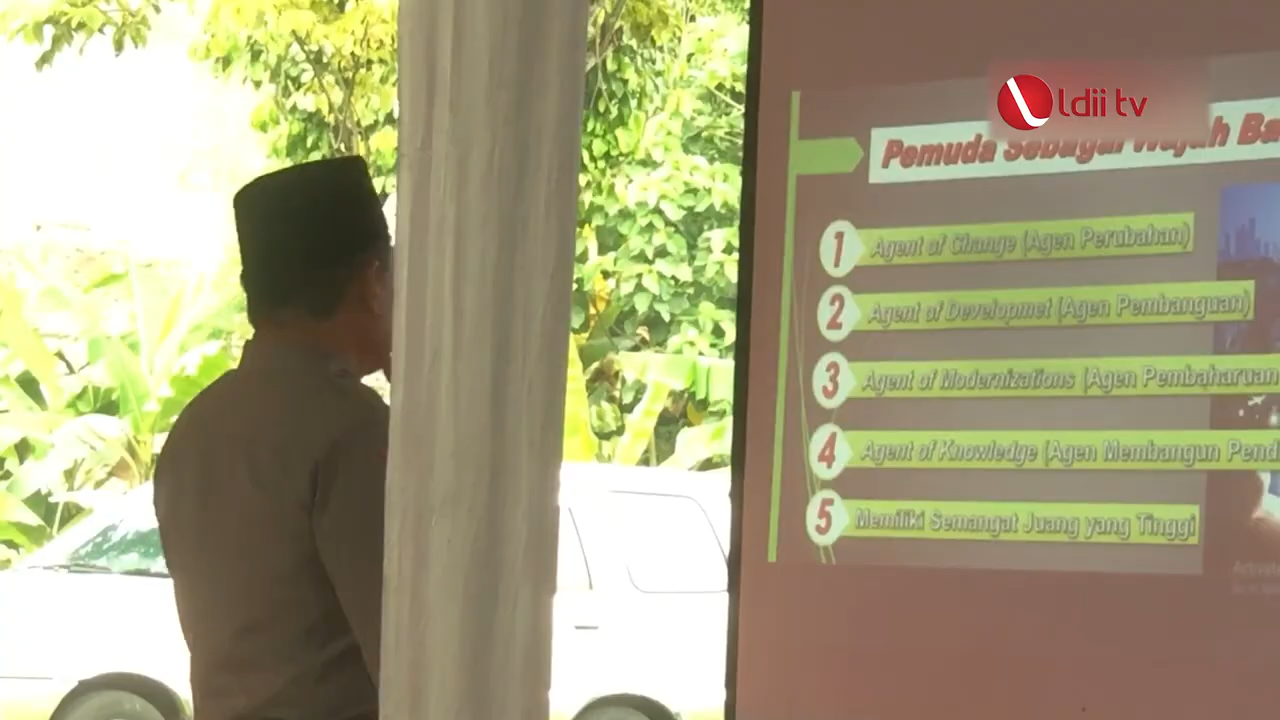 ldii tv
Pemuda Sebagai Wajah Ba
1 Agent of Change (Agen Perubahan)
2 Agent of Developmet (Agen Pembanguan)
3 Agent of Modernizations (Agen Pembaharuan
4 Agent of Knowledge (Agen Membangun Pendi
5 Memiliki Semangat Juang yang Tinggi